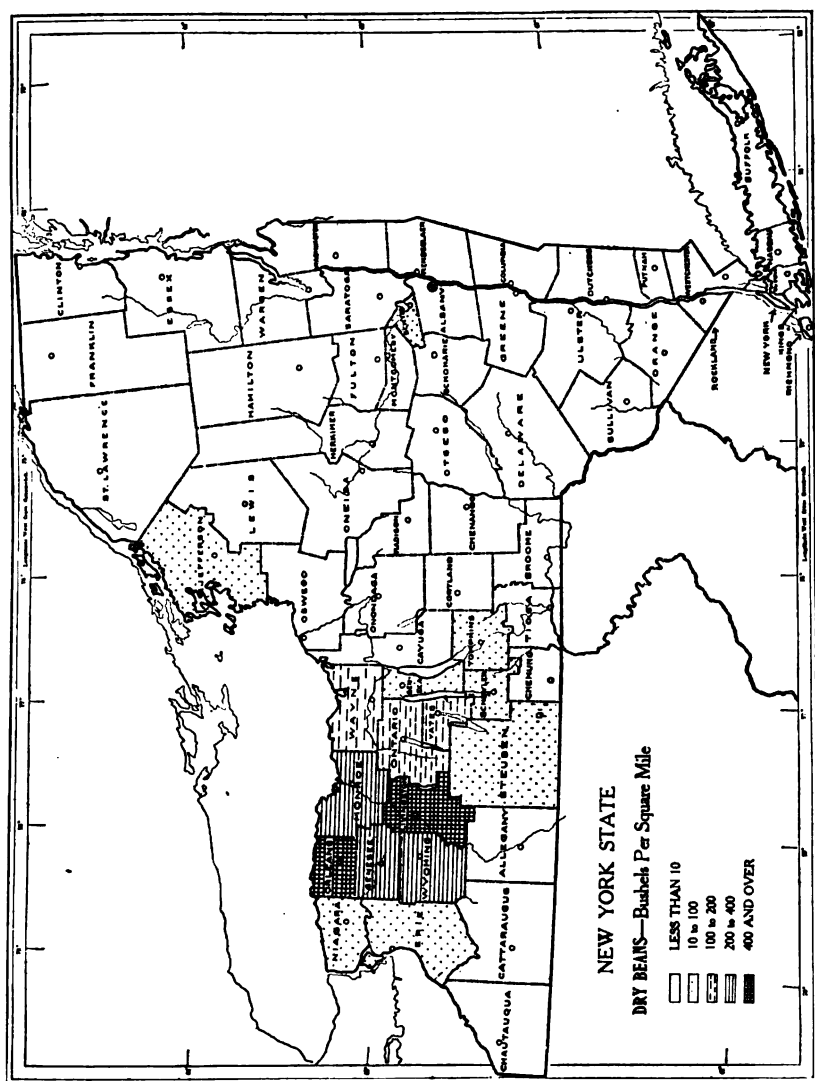 NEW YORK STATE
DRY BEANS—Bushels Per Square Mile
LESS THAN 10
10 to 100
100 to 200
200 to 400
400 AND OVER
CLINTON
FRANKLIN
ST. LAWRENCE
ESSEX
JEFFERSON
LEWIS
HAMILTON
WARREN
HERKIMER
ONEIDA
OSWEGO
FULTON
SARATOGA
MONTGOMERY
NIAGARA
ORLEANS
MONROE
WAYNE
ONONDAGA
MADISON
ERIE
GENESEE
WYOMING
ONTARIO
YATES
CAYUGA
CORTLAND
CHENANGO
OTSEGO
SCHOHARIE
ALBANY
CHAUTAUQUA
CATTARAUGUS
ALLEGANY
STEUBEN
SCHUYLER
TOMPKINS
CHEMUNG
TIOGA
BROOME
DELAWARE
GREENE
COLUMBIA
ULSTER
DUTCHESS
SULLIVAN
ORANGE
PUTNAM
ROCKLAND
NEW YORK
KINGS
RICHMOND
SUFFOLK